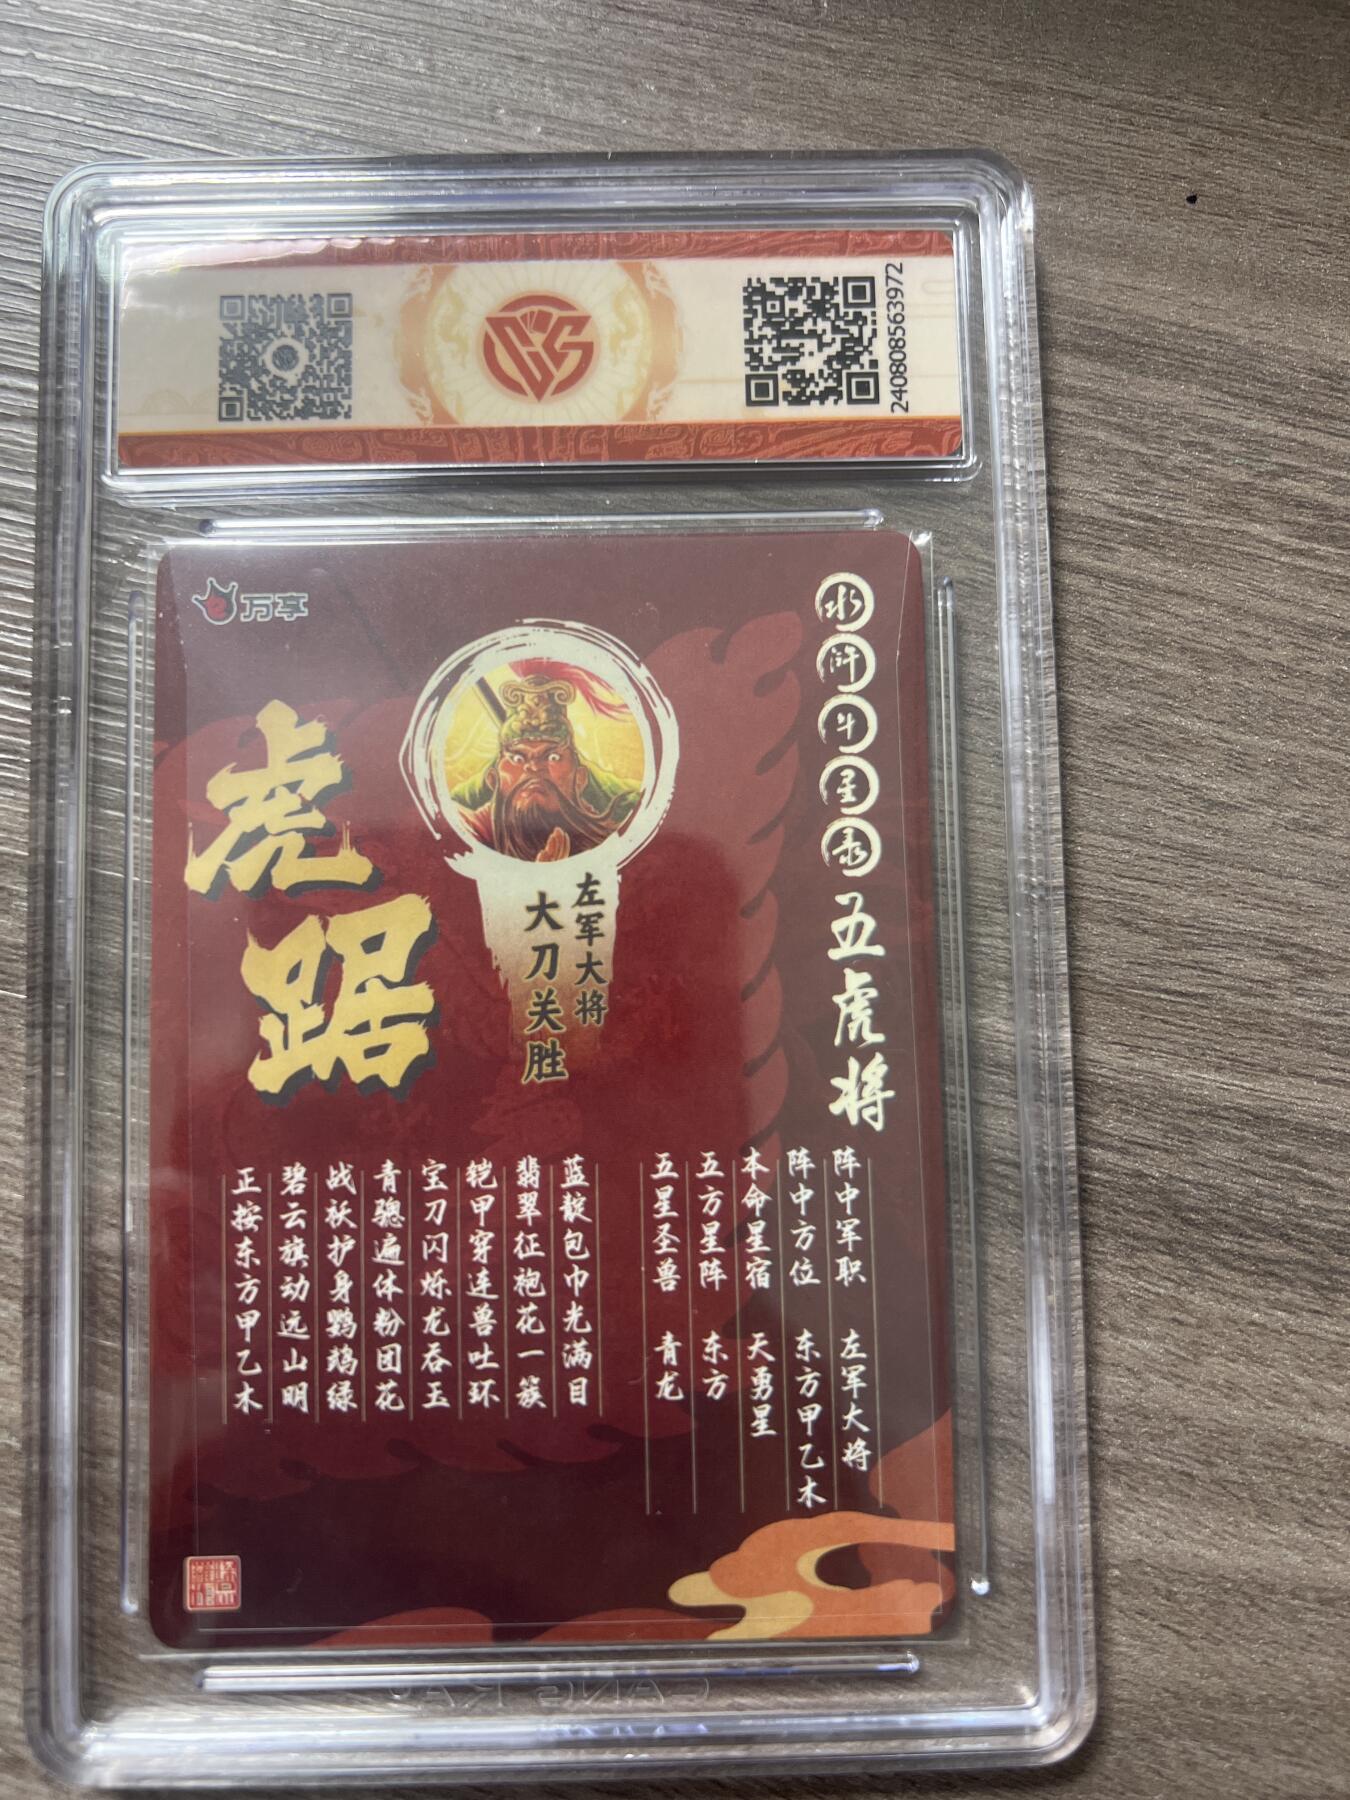 2408085663972
万享
水浒斗星录 五虎将
虎踞
左军大将
大刀关胜
阵中军职 左军大将
阵中方位 东方甲乙木
本命星宿 天勇星
五方星阵 东方
五星圣兽 青龙
蓝靛包巾光满目
翡翠征袍花一簇
铠甲穿连兽吐环
宝刀闪烁龙吞玉
青骢遍体粉团花
战袄护身鹦鹉绿
碧云旗动远山明
正按东方甲乙木